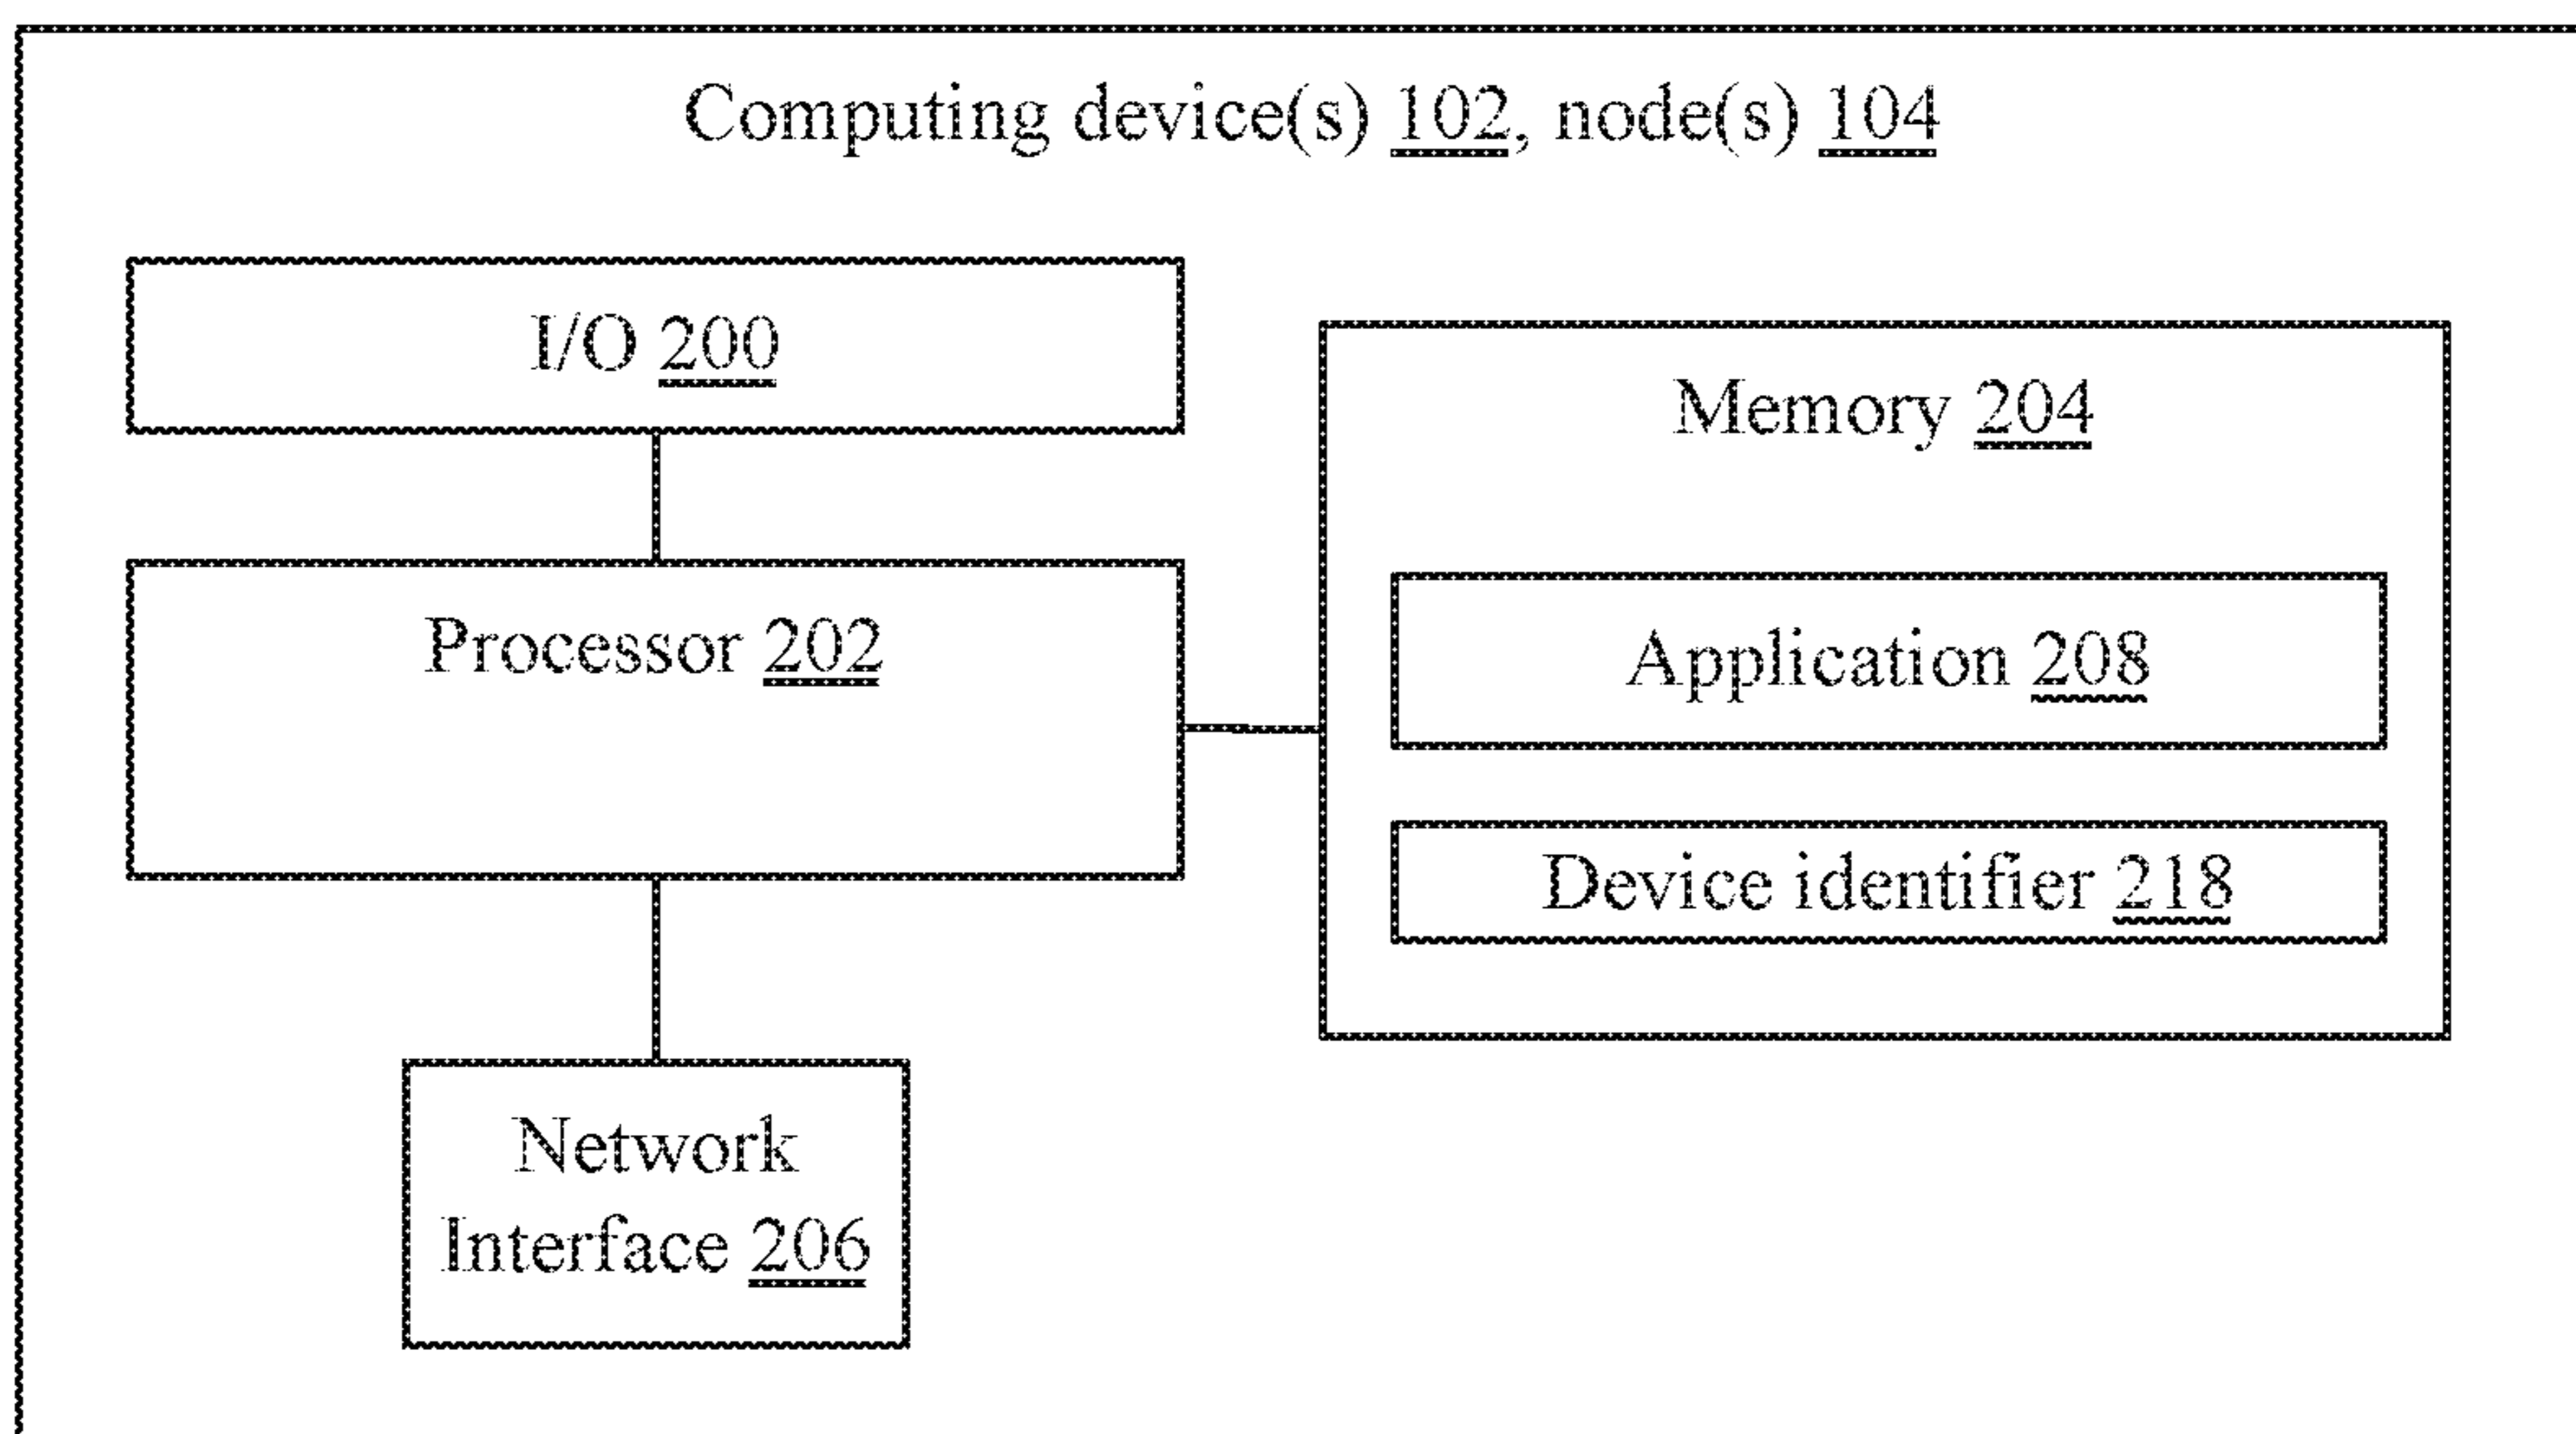 Computing device(s) 102, node(s) 104
I/O 200
Processor 202
Memory 204
Application 208
Device identifier 218
Network
Interface 206